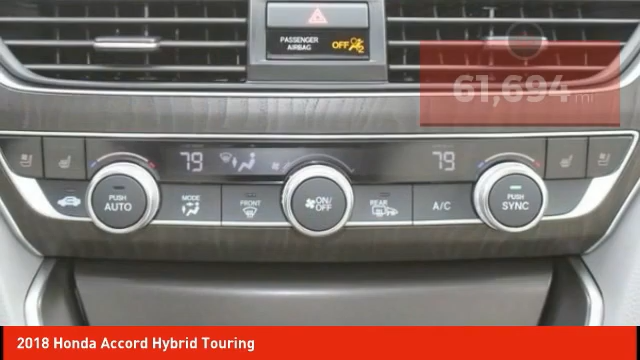 PASSENGER
AIRBAG
OFF
61,694 mi
79
79
PUSH
AUTO
MODE
FRONT
ON/
OFF
REAR
A/C
PUSH
SYNC
2018 Honda Accord Hybrid Touring